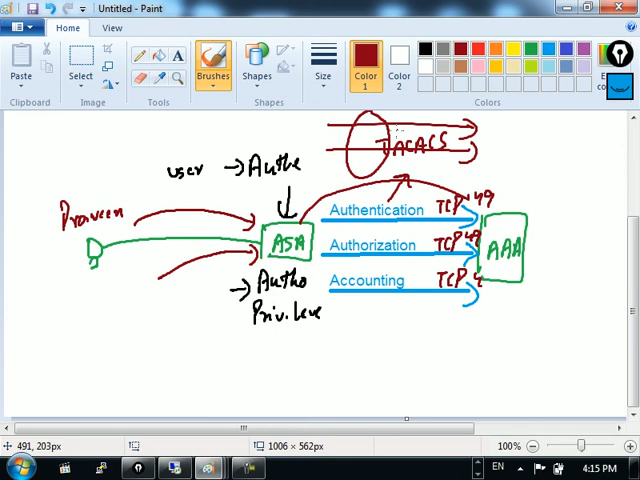 Untitled - Paint
Home View
Paste Select Brushes Shapes Size Color 1 Color 2
Clipboard Image Tools Shapes Colors
TACACS
user → Authe
Praveen
Authentication TCP 49
ASA Authorization TCP 49 AAA
→ Autho Accounting TCP 4
Privileve
491, 203px 1006 × 562px 100%
EN 4:15 PM